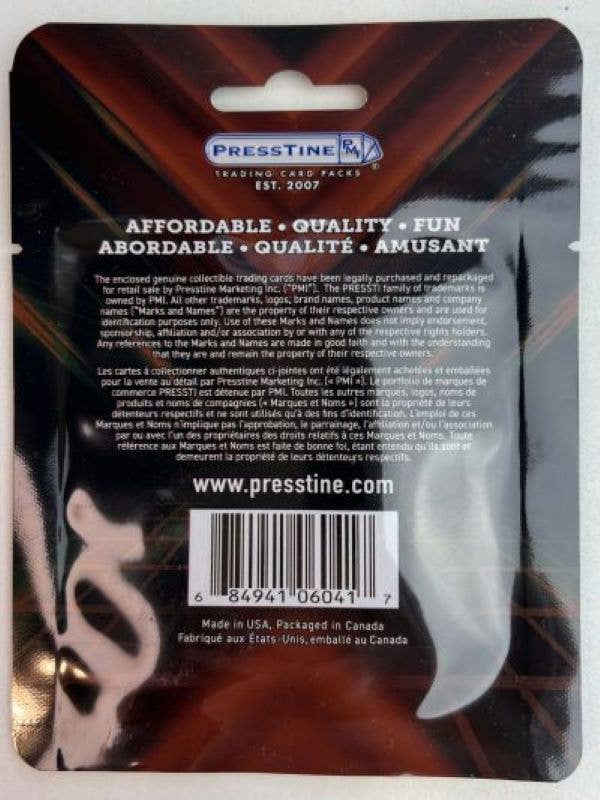 PRESSTINE PMI
®
TRADING CARD PACKS
EST. 2007
AFFORDABLE • QUALITY • FUN
ABORDABLE • QUALITÉ • AMUSANT
The enclosed genuine collectible trading cards have been legally purchased and repackaged
for retail sale by Presstine Marketing Inc. ("PMI"). The PRESSTI family of trademarks is
owned by PMI. All other trademarks, logos, brand names, product names and company
names ("Marks and Names") are the property of their respective owners and are used for
identification purposes only. Use of these Marks and Names does not imply endorsement,
sponsorship, affiliation and/or association by or with any of the respective rights holders.
Any references to the Marks and Names are made in good faith and with the understanding
that they are and remain the property of their respective owners.
Les cartes à collectionner authentiques ci-jointes ont été légalement achetées et emballées
pour la vente au détail par Presstine Marketing Inc. (« PMI »). Le portfolio de marques de
commerce PRESSTI est détenue par PMI. Toutes les autres marques, logos, noms de
produits et noms de compagnies (« Marques et Noms ») sont la propriété de leurs
détenteurs respectifs et ne sont utilisés qu'à des fins d'identification. L'emploi de ces
Marques et Noms n'implique pas l'approbation, le parrainage, l'affiliation et/ou l'association
par ou avec l'un des propriétaires des droits relatifs à ces Marques et Noms. Toute
référence aux Marques et Noms est faite de bonne foi, étant entendu qu'ils sont et
demeurent la propriété de leurs détenteurs respectifs.
www.presstine.com
6 84941 06041 7
Made in USA, Packaged in Canada
Fabriqué aux États-Unis, emballé au Canada